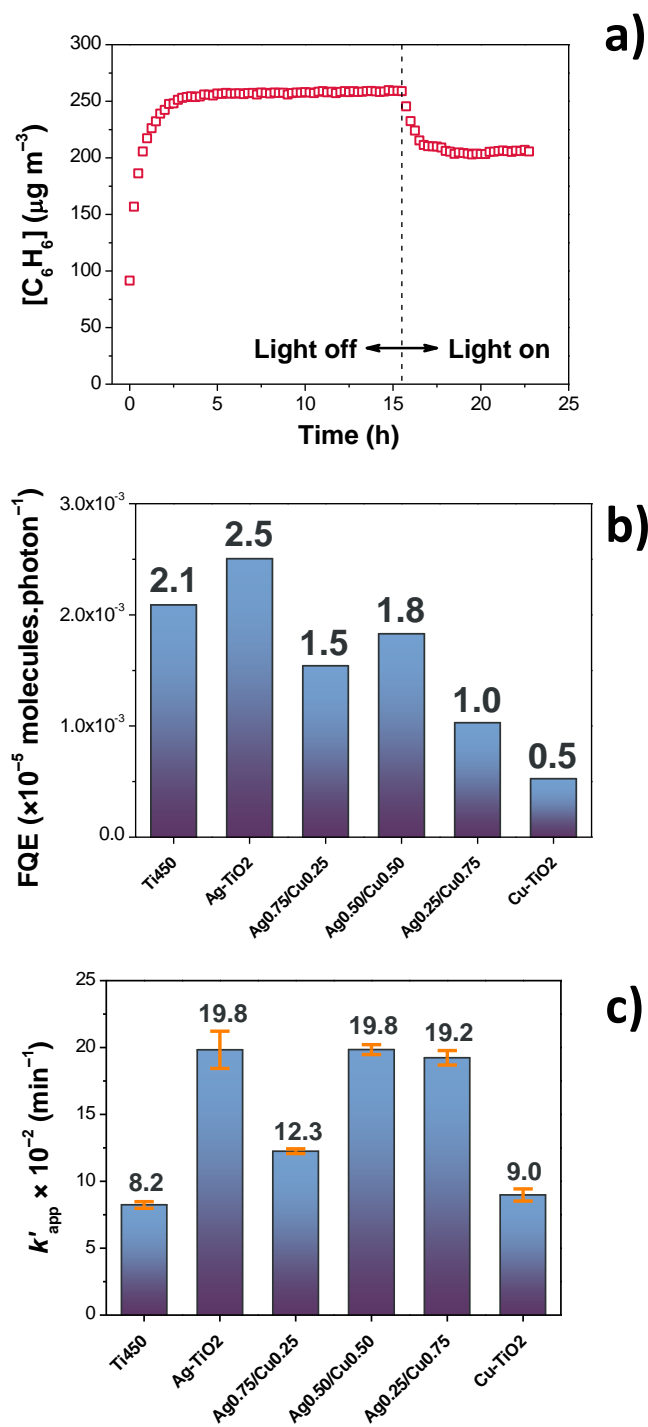 a)
300
250
200
150
100
50
0
[C₆H₆] (μg m⁻³)
Light off
Light on
0 5 10 15 20 25
Time (h)
b)
3.0x10⁻³
2.0x10⁻³
1.0x10⁻³
0.0
FQE (×10⁻⁵ molecules.photon⁻¹)
2.1 2.5 1.5 1.8 1.0 0.5
Ti450 Ag-TiO2 Ag0.75/Cu0.25 Ag0.50/Cu0.50 Ag0.25/Cu0.75 Cu-TiO2
c)
25
20
15
10
5
0
k'app × 10⁻² (min⁻¹)
8.2 19.8 12.3 19.8 19.2 9.0
Ti450 Ag-TiO2 Ag0.75/Cu0.25 Ag0.50/Cu0.50 Ag0.25/Cu0.75 Cu-TiO2